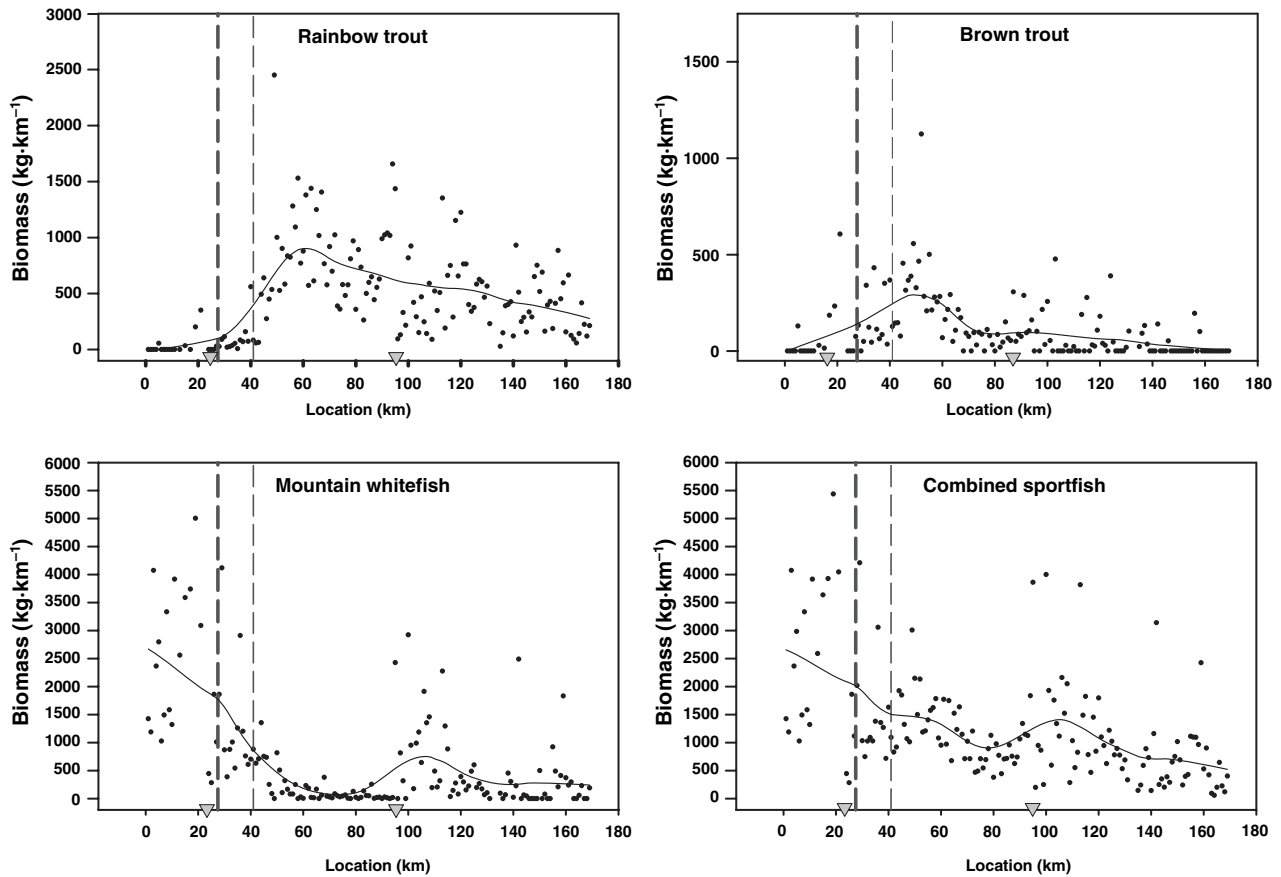 Rainbow trout
Biomass (kg·km⁻¹)
3000
2500
2000
1500
1000
500
0
0 20 40 60 80 100 120 140 160 180
Location (km)
Brown trout
Biomass (kg·km⁻¹)
1500
1000
500
0
0 20 40 60 80 100 120 140 160 180
Location (km)
Mountain whitefish
Biomass (kg·km⁻¹)
6000
5500
5000
4500
4000
3500
3000
2500
2000
1500
1000
500
0
0 20 40 60 80 100 120 140 160 180
Location (km)
Combined sportfish
Biomass (kg·km⁻¹)
6000
5500
5000
4500
4000
3500
3000
2500
2000
1500
1000
500
0
0 20 40 60 80 100 120 140 160 180
Location (km)